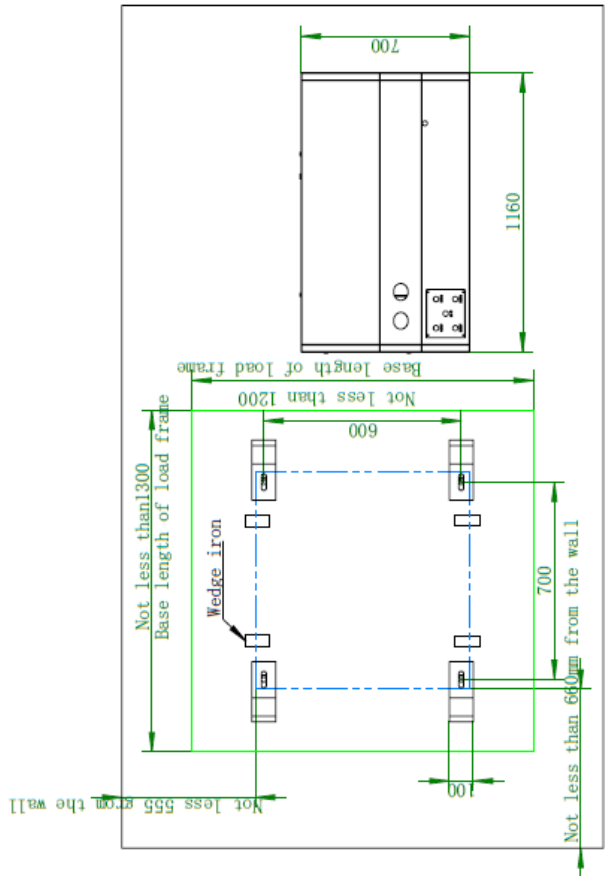 700
1160
Base length of load frame
Not less than 1200
600
Not less than1300
Base length of load frame
Wedge iron
700
Not less than 660mm from the wall
100
Not less 555 grom the wall